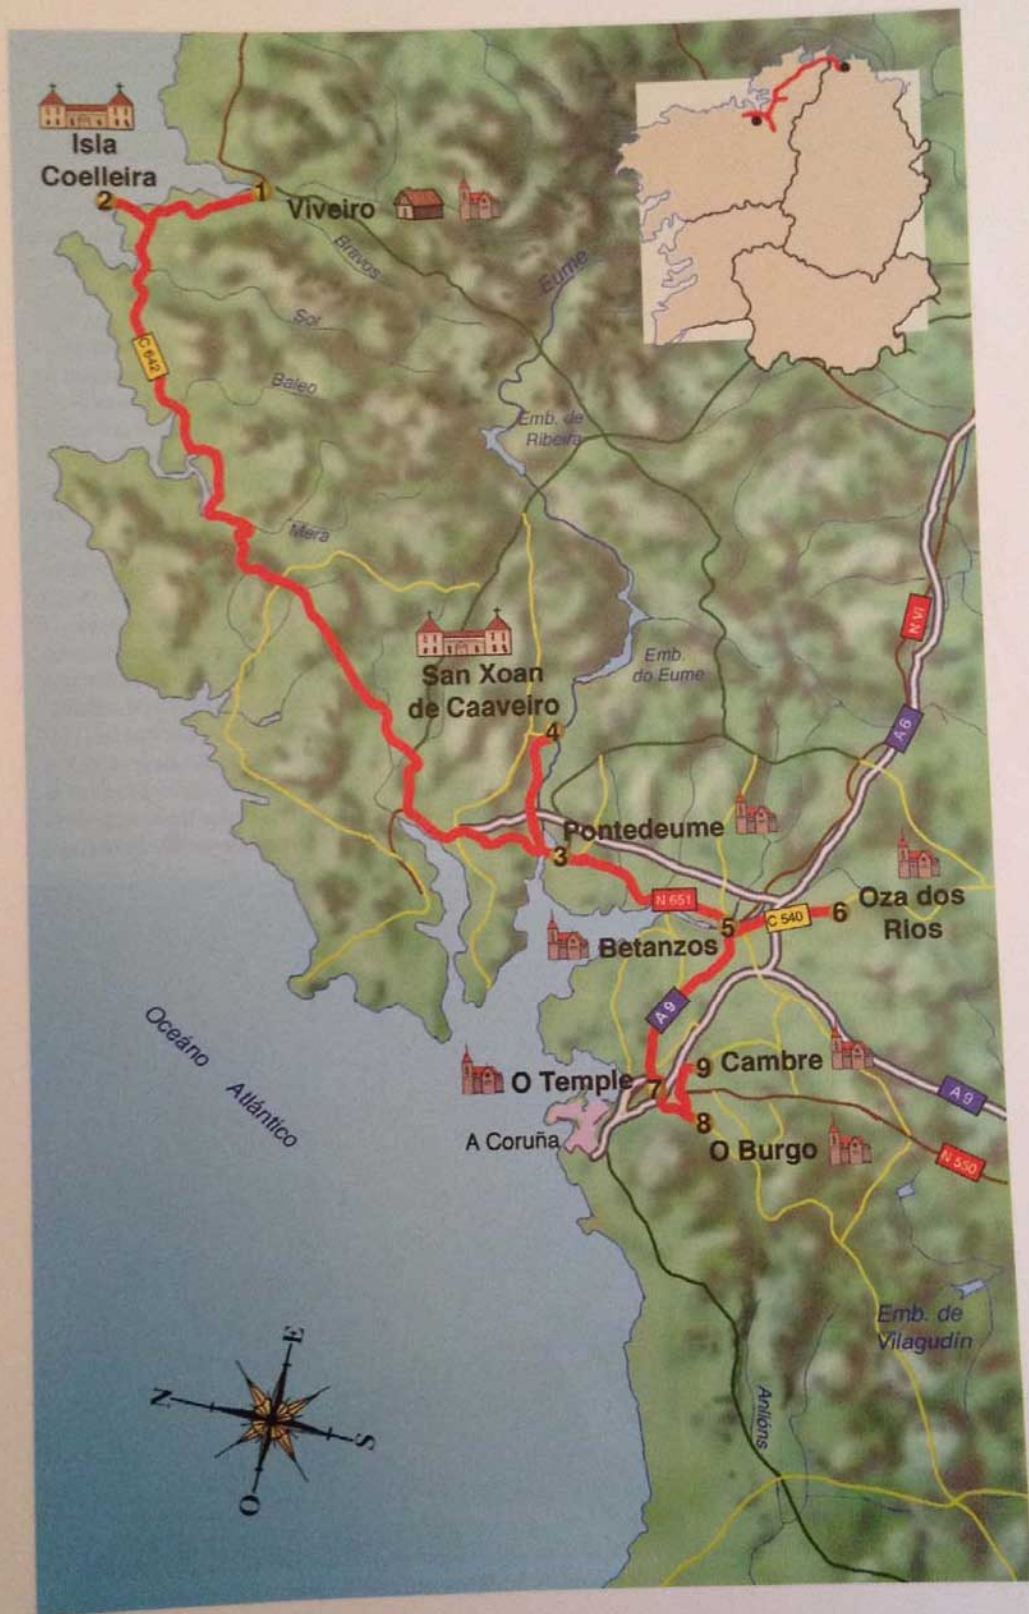 Isla
Coelleira
2
1
Viveiro
Bravos
Eume
Sol
C 642
Baleo
Emb. de
Ribeira
Mera
N VI
San Xoan
de Caaveiro
Emb.
do Eume
4
A 6
Pontedeume
3
N 651
Oza dos
Rios
6
C 540
5
Betanzos
A 9
Oceáno
Atlántico
9 Cambre
O Temple
7
A 9
8
A Coruña
O Burgo
N 550
Emb. de
Vilagudín
E
N
S
O
Anllóns